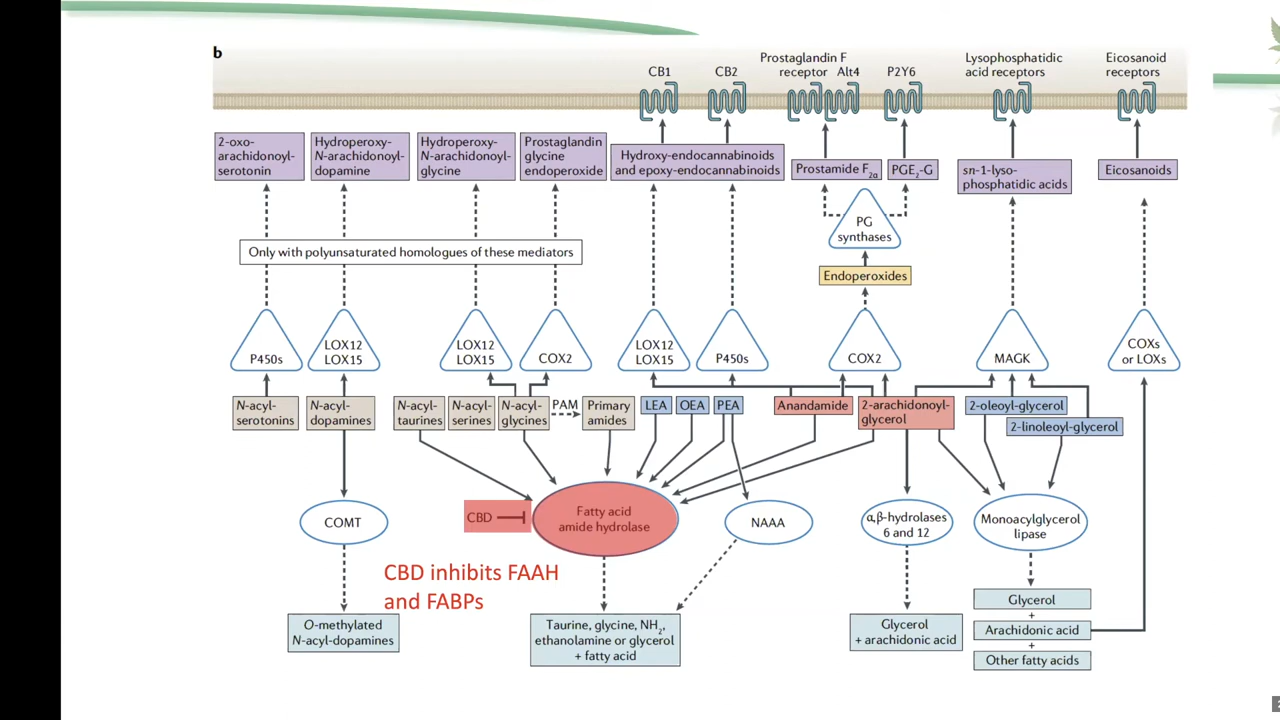 b
Prostaglandin F
receptor
Alt4
CB1
CB2
P2Y6
Lysophosphatidic
acid receptors
Eicosanoid
receptors
2-oxo-
arachidonoyl-
serotonin
Hydroperoxy-
N-arachidonoyl-
dopamine
Hydroperoxy-
N-arachidonoyl-
glycine
Prostaglandin
glycine
endoperoxide
Hydroxy-endocannabinoids
and epoxy-endocannabinoids
Prostamide F2α
PGE2-G
sn-1-lyso-
phosphatidic acids
Eicosanoids
PG
synthases
Only with polyunsaturated homologues of these mediators
Endoperoxides
P450s
LOX12
LOX15
LOX12
LOX15
COX2
LOX12
LOX15
P450s
COX2
MAGK
COXs
or LOXs
N-acyl-
serotonins
N-acyl-
dopamines
N-acyl-
taurines
N-acyl-
serines
N-acyl-
glycines
PAM
Primary
amides
LEA
OEA
PEA
Anandamide
2-arachidonoyl-
glycerol
2-oleoyl-glycerol
2-linoleoyl-glycerol
COMT
CBD
Fatty acid
amide hydrolase
NAAA
α,β-hydrolases
6 and 12
Monoacylglycerol
lipase
CBD inhibits FAAH
and FABPs
O-methylated
N-acyl-dopamines
Taurine, glycine, NH2,
ethanolamine or glycerol
+ fatty acid
Glycerol
+ arachidonic acid
Glycerol
+
Arachidonic acid
+
Other fatty acids